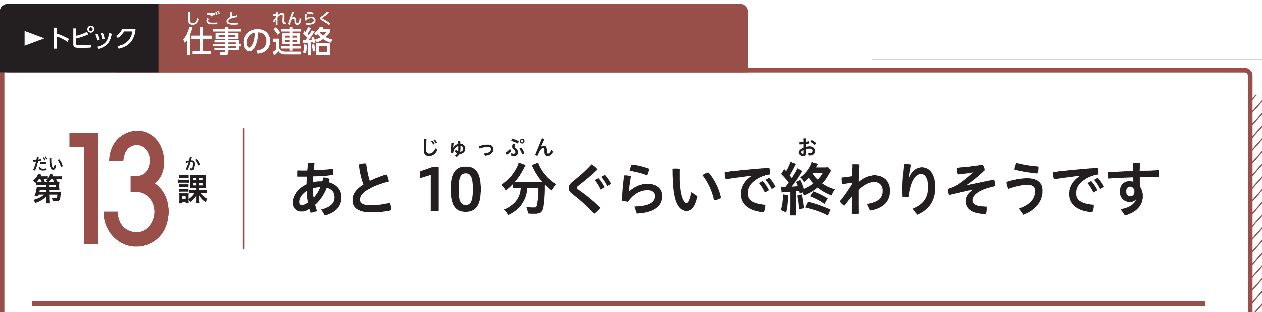 ▶トピック
しごと れんらく
仕事の連絡
だい か
第13課
じゅっぷん お
あと 10 分ぐらいで終わりそうです